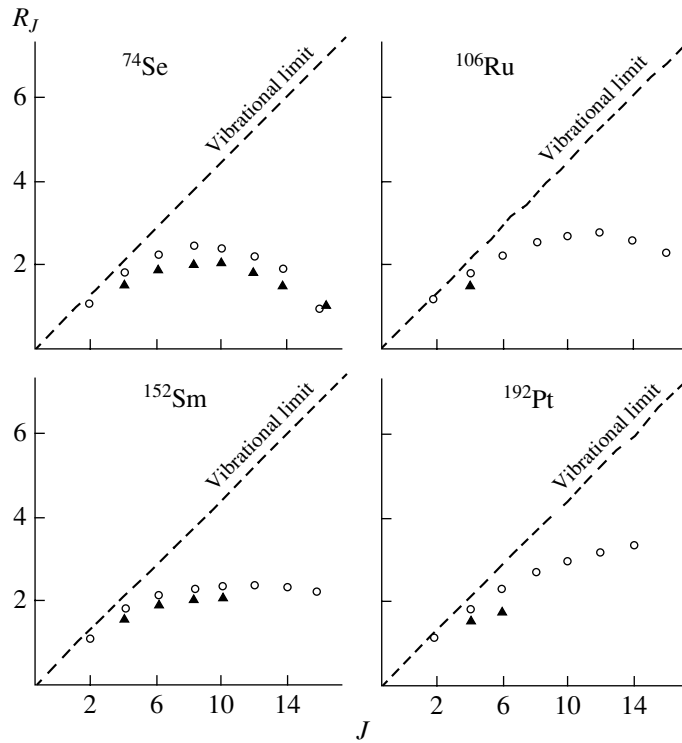 R_J
⁷⁴Se
Vibrational limit
6
4
2
¹⁰⁶Ru
Vibrational limit
¹⁵²Sm
Vibrational limit
6
4
2
2 6 10 14
¹⁹²Pt
Vibrational limit
2 6 10 14
J